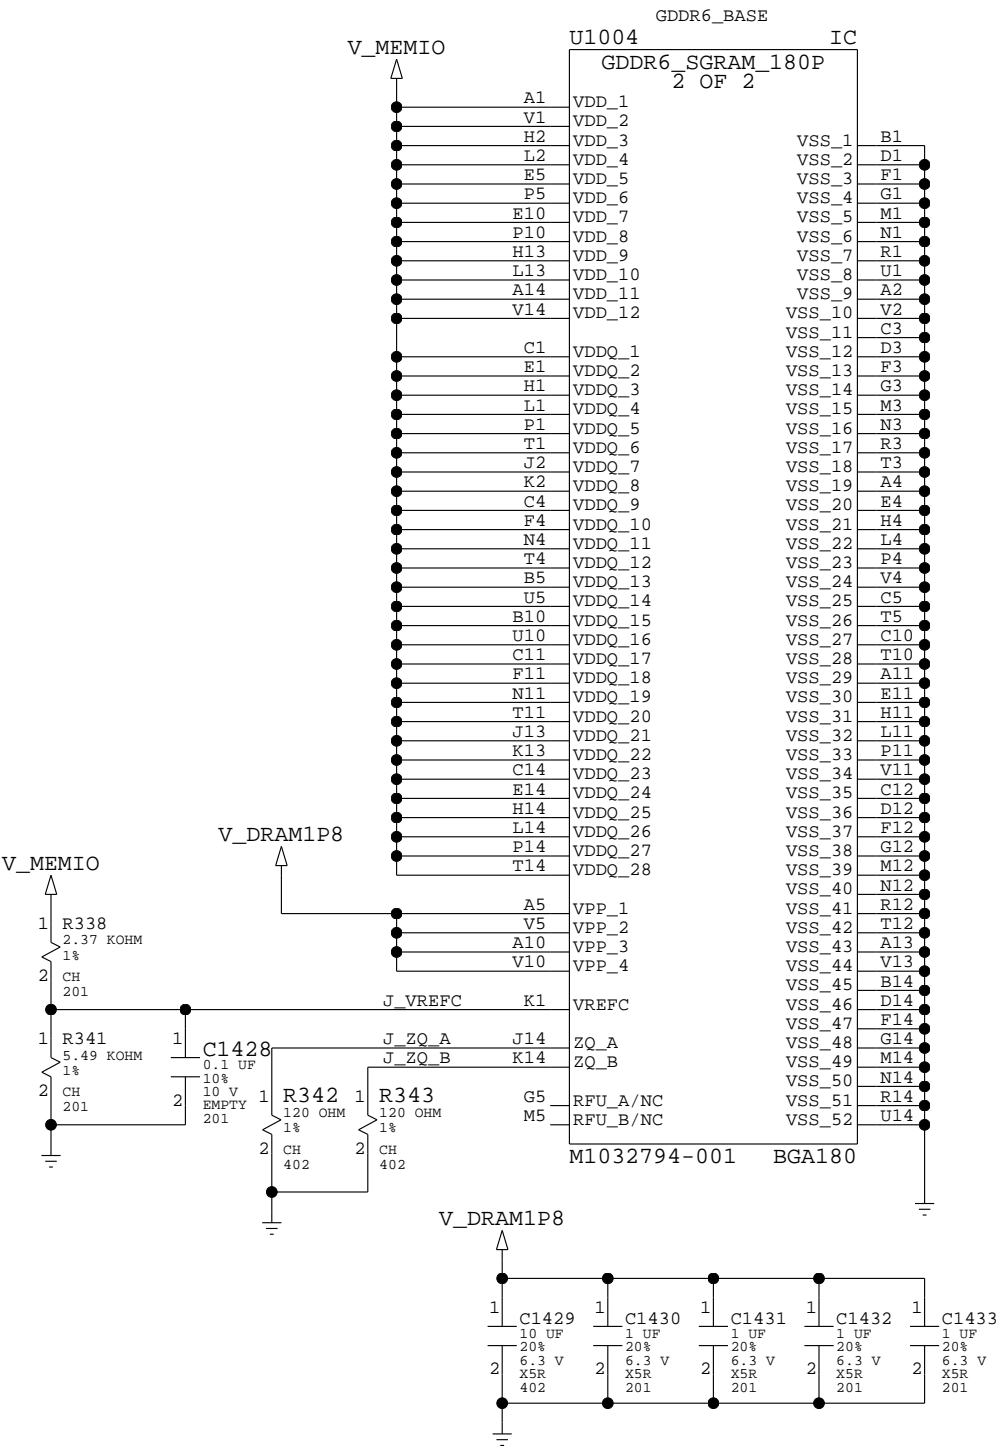 GDDR6_BASE
U1004 IC
GDDR6_SGRAM_180P
2 OF 2
V_MEMIO
A1 VDD_1
V1 VDD_2
H2 VDD_3
L2 VDD_4
E5 VDD_5
P5 VDD_6
E10 VDD_7
P10 VDD_8
H13 VDD_9
L13 VDD_10
A14 VDD_11
V14 VDD_12
C1 VDDQ_1
E1 VDDQ_2
H1 VDDQ_3
L1 VDDQ_4
P1 VDDQ_5
T1 VDDQ_6
J2 VDDQ_7
K2 VDDQ_8
C4 VDDQ_9
F4 VDDQ_10
N4 VDDQ_11
T4 VDDQ_12
B5 VDDQ_13
U5 VDDQ_14
B10 VDDQ_15
U10 VDDQ_16
C11 VDDQ_17
F11 VDDQ_18
N11 VDDQ_19
T11 VDDQ_20
J13 VDDQ_21
K13 VDDQ_22
C14 VDDQ_23
E14 VDDQ_24
H14 VDDQ_25
L14 VDDQ_26
P14 VDDQ_27
T14 VDDQ_28
V_DRAM1P8
A5 VPP_1
V5 VPP_2
A10 VPP_3
V10 VPP_4
J_VREFC K1 VREFC
J_ZQ_A J14 ZQ_A
J_ZQ_B K14 ZQ_B
G5 RFU_A/NC
M5 RFU_B/NC
VSS_1 B1
VSS_2 D1
VSS_3 F1
VSS_4 G1
VSS_5 M1
VSS_6 N1
VSS_7 R1
VSS_8 U1
VSS_9 A2
VSS_10 V2
VSS_11 C3
VSS_12 D3
VSS_13 F3
VSS_14 G3
VSS_15 M3
VSS_16 N3
VSS_17 R3
VSS_18 T3
VSS_19 A4
VSS_20 E4
VSS_21 H4
VSS_22 L4
VSS_23 P4
VSS_24 V4
VSS_25 C5
VSS_26 T5
VSS_27 C10
VSS_28 T10
VSS_29 A11
VSS_30 E11
VSS_31 H11
VSS_32 L11
VSS_33 P11
VSS_34 V11
VSS_35 C12
VSS_36 D12
VSS_37 F12
VSS_38 G12
VSS_39 M12
VSS_40 N12
VSS_41 R12
VSS_42 T12
VSS_43 A13
VSS_44 V13
VSS_45 B14
VSS_46 D14
VSS_47 F14
VSS_48 G14
VSS_49 M14
VSS_50 N14
VSS_51 R14
VSS_52 U14
M1032794-001 BGA180
V_MEMIO
1 R338
2.37 KOHM
1%
2 CH
201
1 R341
5.49 KOHM
1%
2 CH
201
1 C1428
0.1 UF
10%
2 10 V
EMPTY
201
1 R342
120 OHM
1%
2 CH
402
1 R343
120 OHM
1%
2 CH
402
V_DRAM1P8
1 C1429
10 UF
20%
2 6.3 V
X5R
402
1 C1430
1 UF
20%
2 6.3 V
X5R
201
1 C1431
1 UF
20%
2 6.3 V
X5R
201
1 C1432
1 UF
20%
2 6.3 V
X5R
201
1 C1433
1 UF
20%
2 6.3 V
X5R
201